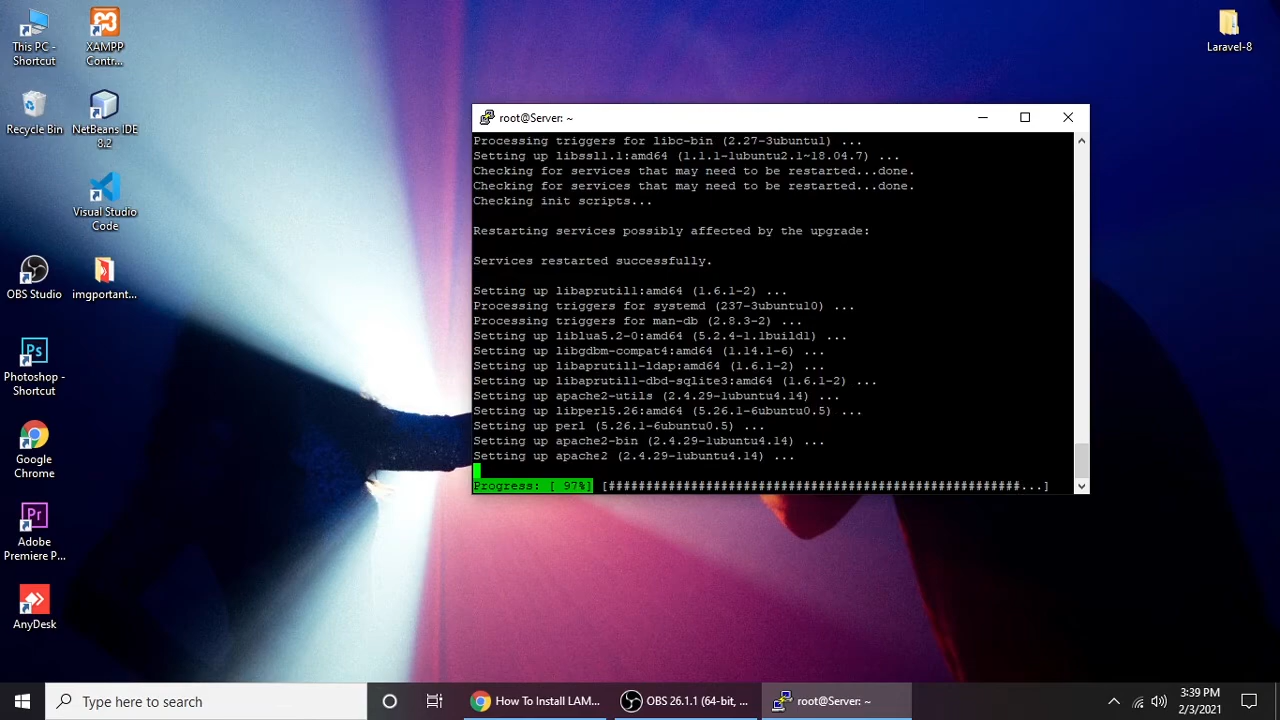 This PC -
Shortcut
XAMPP
Contr...
Recycle Bin
NetBeans IDE
8.2
Visual Studio
Code
OBS Studio
imgportant...
Ps
Photoshop -
Shortcut
Google
Chrome
Pr
Adobe
Premiere P...
AnyDesk
Laravel-8
root@Server: ~
Processing triggers for libc-bin (2.27-3ubuntu1) ...
Setting up libssl1.1:amd64 (1.1.1-1ubuntu2.1~18.04.7) ...
Checking for services that may need to be restarted...done.
Checking for services that may need to be restarted...done.
Checking init scripts...
Restarting services possibly affected by the upgrade:
Services restarted successfully.
Setting up libaprutil1:amd64 (1.6.1-2) ...
Processing triggers for systemd (237-3ubuntu10) ...
Processing triggers for man-db (2.8.3-2) ...
Setting up liblua5.2-0:amd64 (5.2.4-1.1build1) ...
Setting up libgdbm-compat4:amd64 (1.14.1-6) ...
Setting up libaprutil1-ldap:amd64 (1.6.1-2) ...
Setting up libaprutil1-dbd-sqlite3:amd64 (1.6.1-2) ...
Setting up apache2-utils (2.4.29-1ubuntu4.14) ...
Setting up libperl5.26:amd64 (5.26.1-6ubuntu0.5) ...
Setting up perl (5.26.1-6ubuntu0.5) ...
Setting up apache2-bin (2.4.29-1ubuntu4.14) ...
Setting up apache2 (2.4.29-1ubuntu4.14) ...
Progress: [ 97%] [#######################################################...]
Type here to search
How To Install LAM...
OBS 26.1.1 (64-bit, ...
root@Server: ~
3:39 PM
2/3/2021